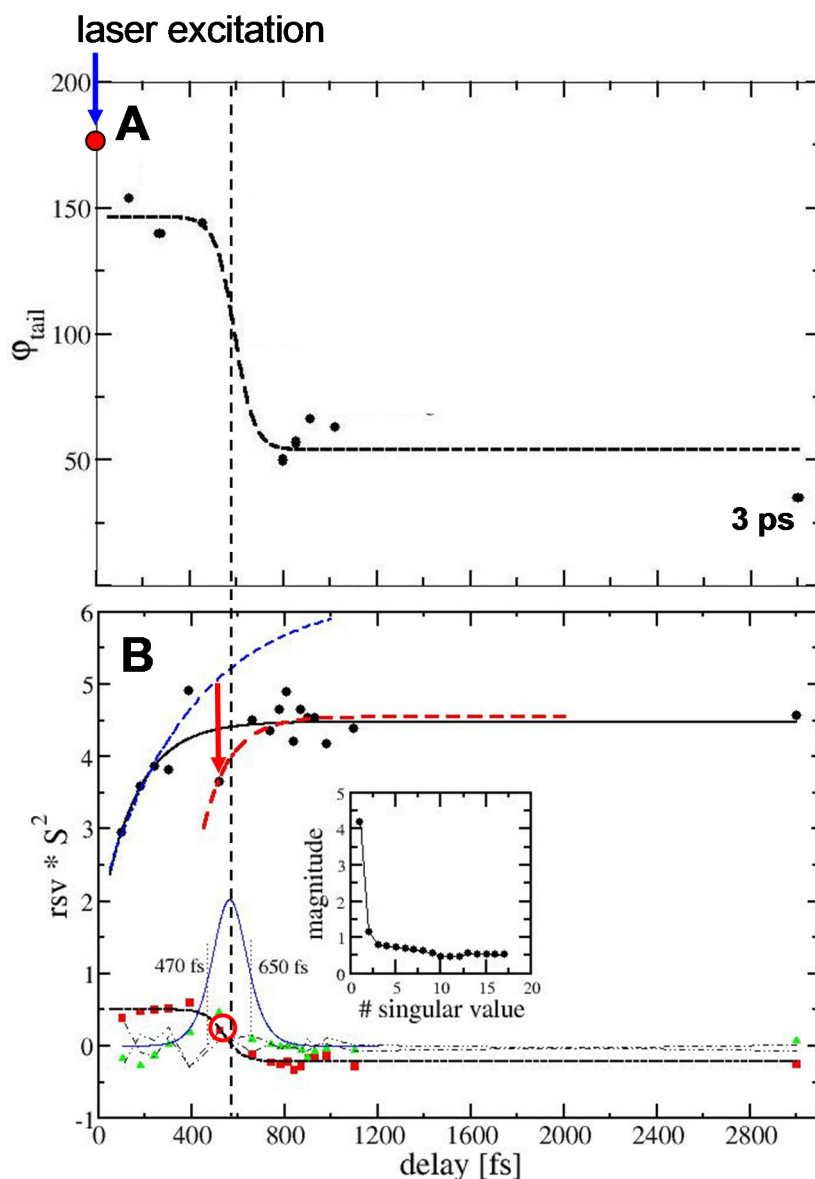 laser excitation
A
200
150
100
50
φtail
3 ps
B
6
5
4
3
2
1
0
-1
rsv * S²
470 fs
650 fs
5
4
3
2
1
0
magnitude
0 5 10 15 20
# singular value
0 400 800 1200 1600 2000 2400 2800
delay [fs]